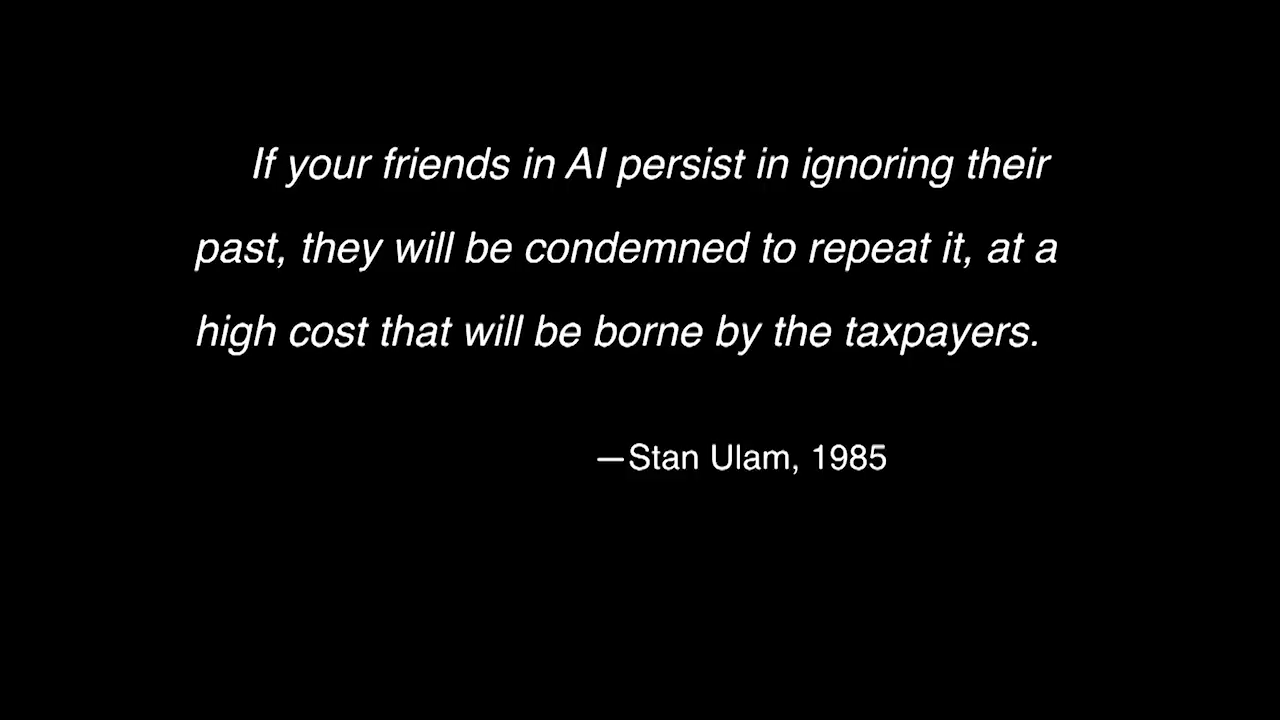 If your friends in AI persist in ignoring their
past, they will be condemned to repeat it, at a
high cost that will be borne by the taxpayers.
—Stan Ulam, 1985